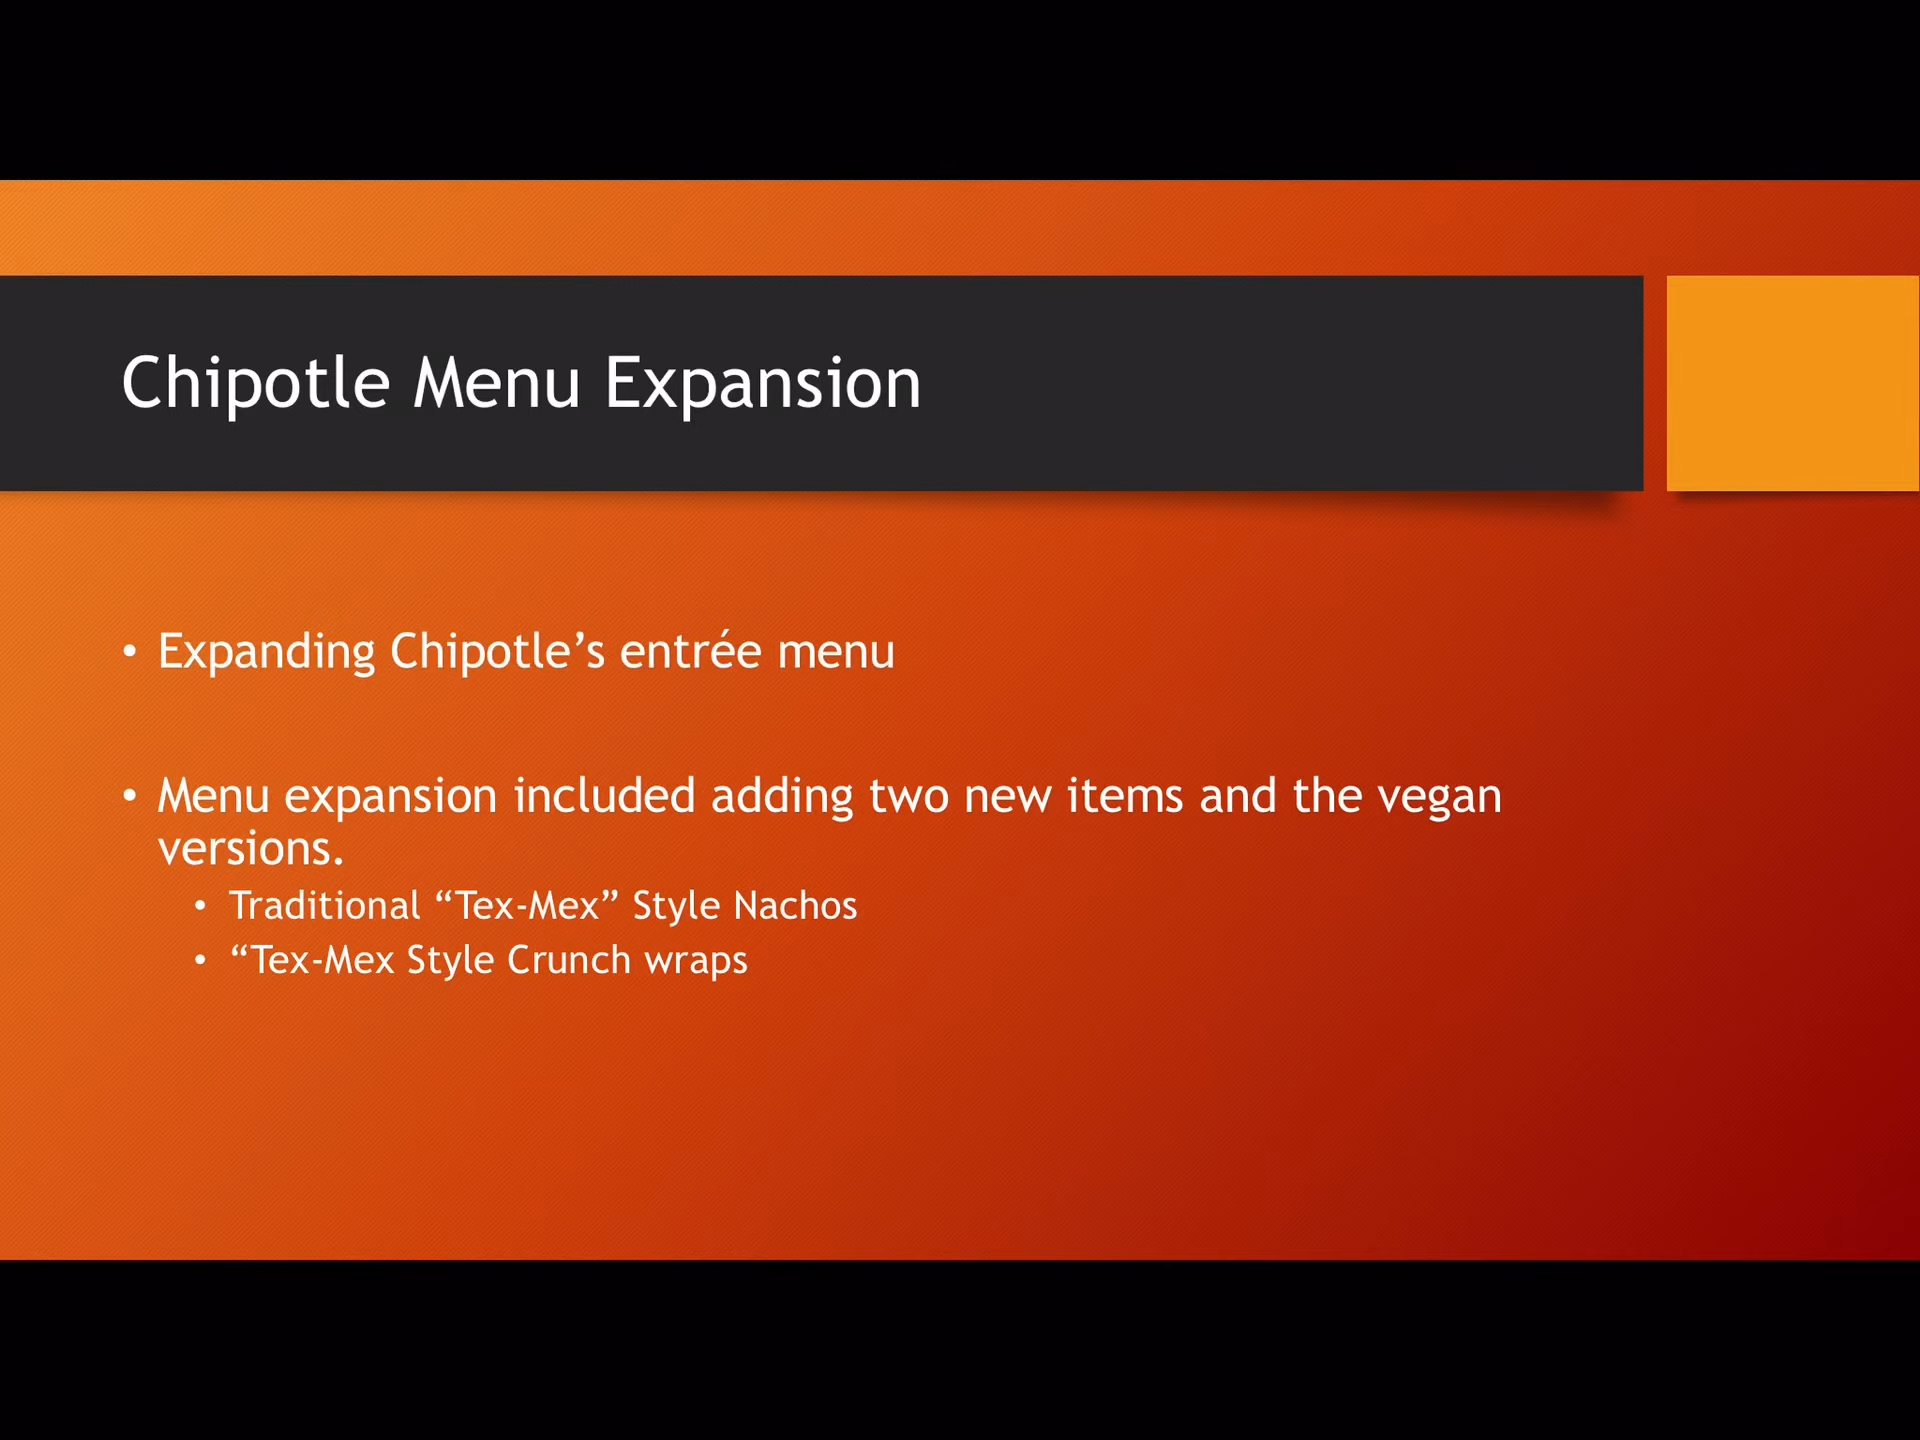 Chipotle Menu Expansion
• Expanding Chipotle’s entrée menu
• Menu expansion included adding two new items and the vegan
versions.
• Traditional “Tex-Mex” Style Nachos
• “Tex-Mex Style Crunch wraps